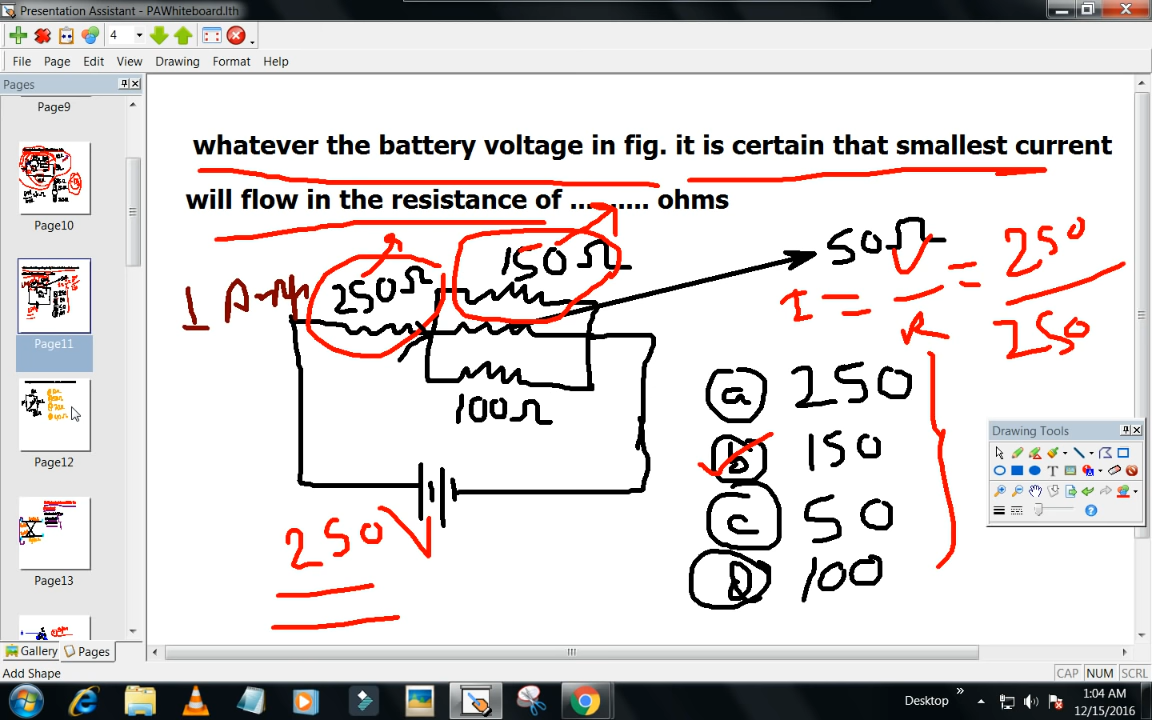 Presentation Assistant - PAWhiteboard.lth
4
File Page Edit View Drawing Format Help
Pages
Page9
Page10
Page11
Page12
Page13
Gallery Pages
Add Shape
whatever the battery voltage in fig. it is certain that smallest current
will flow in the resistance of .......... ohms
250Ω
150Ω
50Ω
1 Amp
100Ω
250V
I = V/R = 250/250
a 250
b 150
c 50
D 100
Drawing Tools
CAP NUM SCRL
Desktop
1:04 AM
12/15/2016